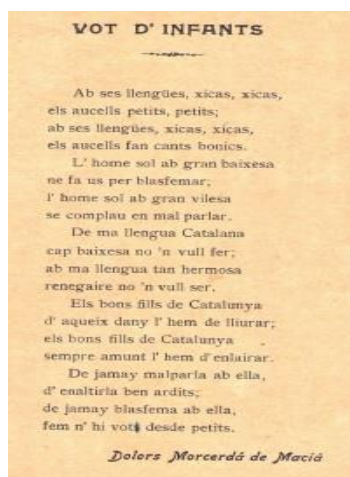 VOT D' INFANTS
Ab ses llengües, xicas, xicas,
els aucells petits, petits;
ab ses llengües, xicas, xicas,
els aucells fan cants bonics.
L' home sol ab gran baixesa
ne fa us per blasfemar;
l' home sol ab gran vilesa
se complau en mal parlar.
De ma llengua Catalana
cap baixesa no 'n vull fer;
ab ma llengua tan hermosa
renegaire no 'n vull ser.
Els bons fills de Catalunya
d' aqueix dany l' hem de lliurar;
els bons fills de Catalunya
sempre amunt l' hem d' enlairar.
De jamay malparla ab ella,
d' enaltirla ben ardits;
de jamay blasfema ab ella,
fem n' hi vots desde petits.
Dolors Morcerdá de Maciá